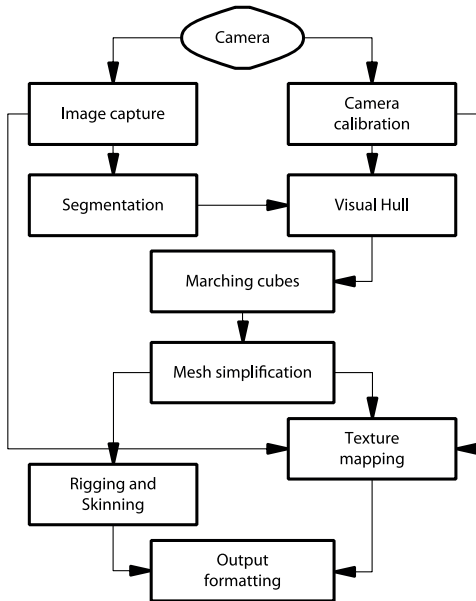 Camera
Image capture
Camera
calibration
Segmentation
Visual Hull
Marching cubes
Mesh simplification
Texture
mapping
Rigging and
Skinning
Output
formatting